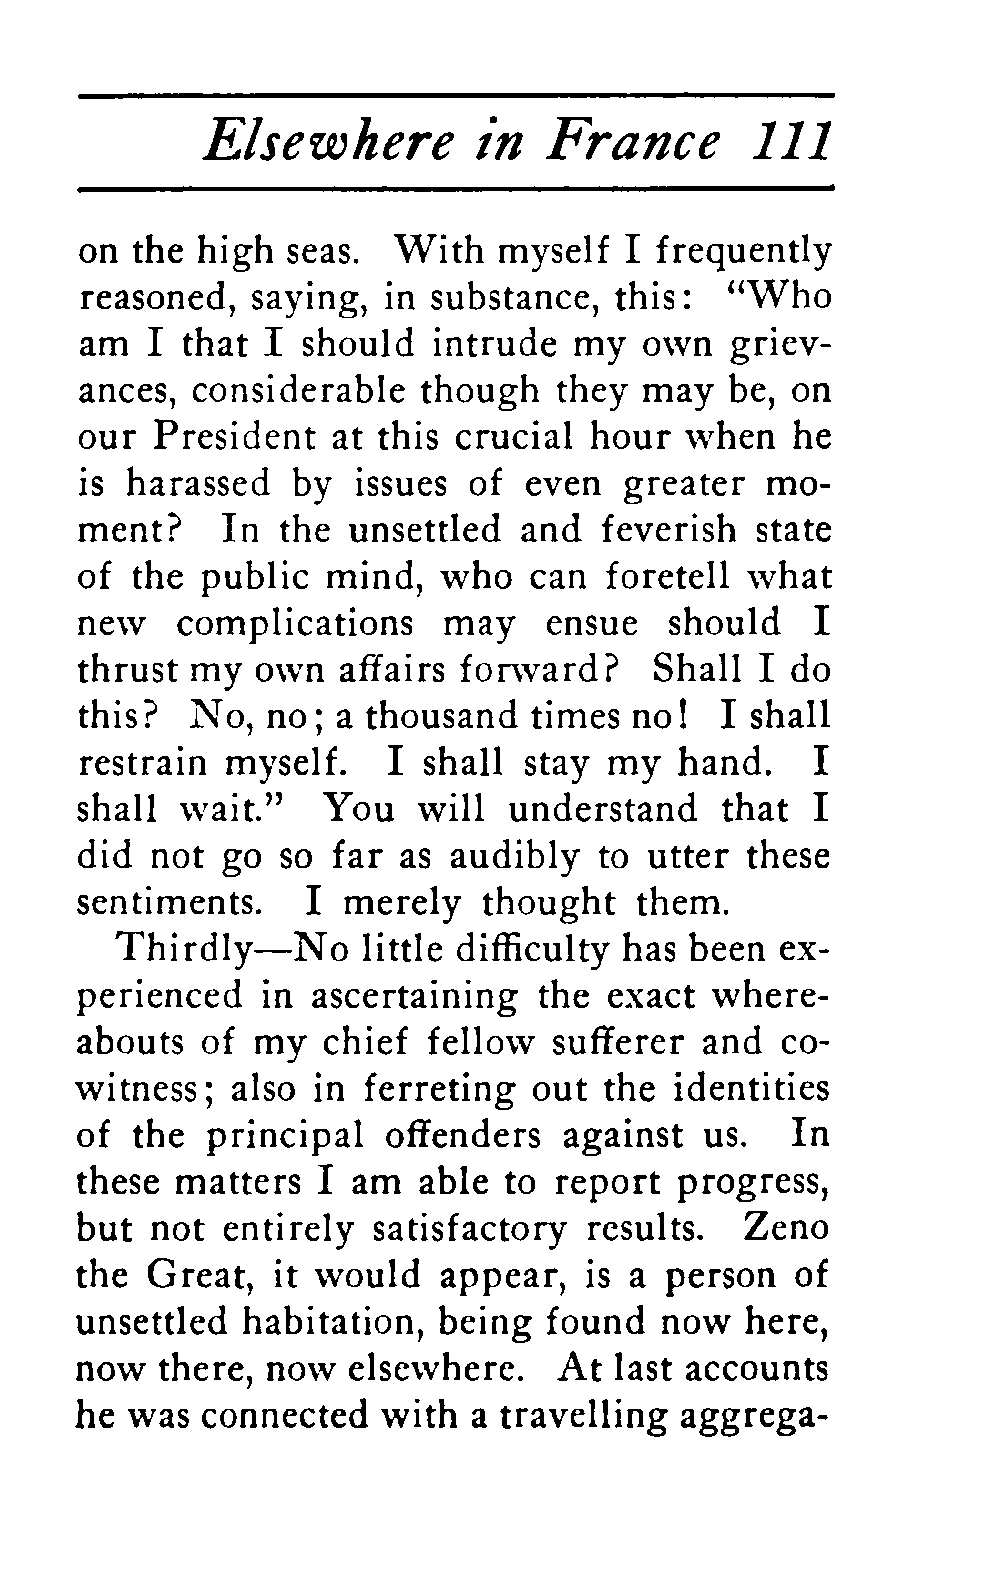 Elsewhere in France 111
on the high seas. With myself I frequently
reasoned, saying, in substance, this: “Who
am I that I should intrude my own griev-
ances, considerable though they may be, on
our President at this crucial hour when he
is harassed by issues of even greater mo-
ment? In the unsettled and feverish state
of the public mind, who can foretell what
new complications may ensue should I
thrust my own affairs forward? Shall I do
this? No, no; a thousand times no! I shall
restrain myself. I shall stay my hand. I
shall wait.” You will understand that I
did not go so far as audibly to utter these
sentiments. I merely thought them.
Thirdly—No little difficulty has been ex-
perienced in ascertaining the exact where-
abouts of my chief fellow sufferer and co-
witness; also in ferreting out the identities
of the principal offenders against us. In
these matters I am able to report progress,
but not entirely satisfactory results. Zeno
the Great, it would appear, is a person of
unsettled habitation, being found now here,
now there, now elsewhere. At last accounts
he was connected with a travelling aggrega-